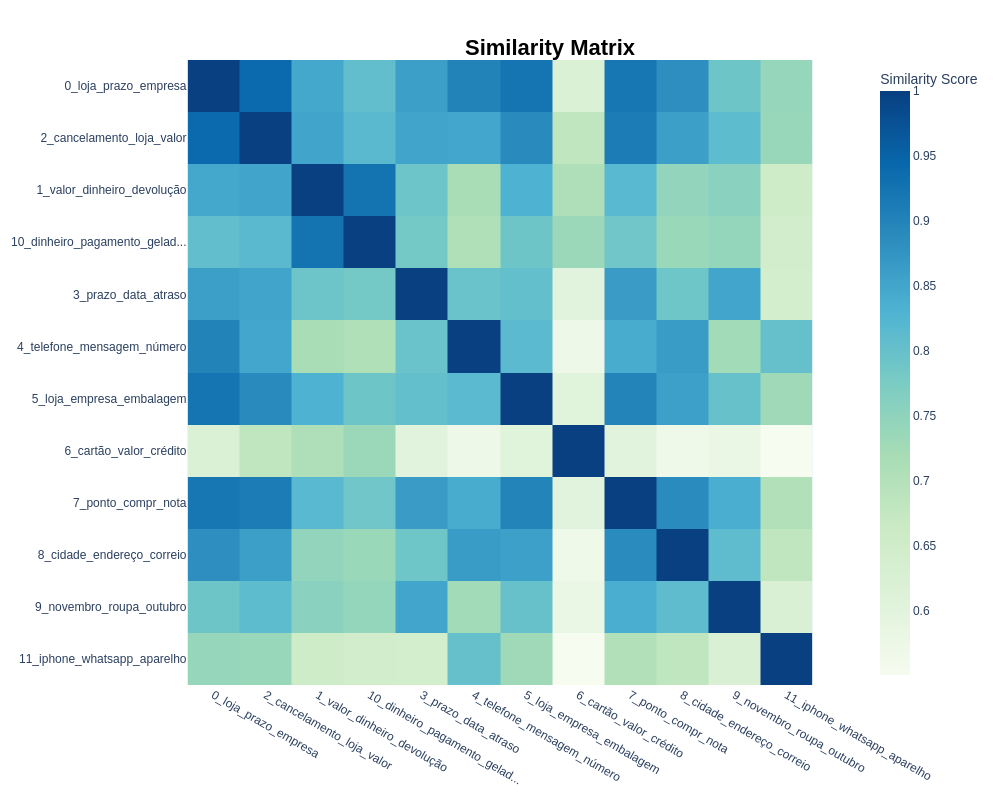 Similarity Matrix
Similarity Score
0_loja_prazo_empresa
2_cancelamento_loja_valor
1_valor_dinheiro_devolução
10_dinheiro_pagamento_gelad...
3_prazo_data_atraso
4_telefone_mensagem_número
5_loja_empresa_embalagem
6_cartão_valor_crédito
7_ponto_compr_nota
8_cidade_endereço_correio
9_novembro_roupa_outubro
11_iphone_whatsapp_aparelho
0_loja_prazo_empresa
2_cancelamento_loja_valor
1_valor_dinheiro_devolução
10_dinheiro_pagamento_gelad...
3_prazo_data_atraso
4_telefone_mensagem_número
5_loja_empresa_embalagem
6_cartão_valor_crédito
7_ponto_compr_nota
8_cidade_endereço_correio
9_novembro_roupa_outubro
11_iphone_whatsapp_aparelho
1
0.95
0.9
0.85
0.8
0.75
0.7
0.65
0.6